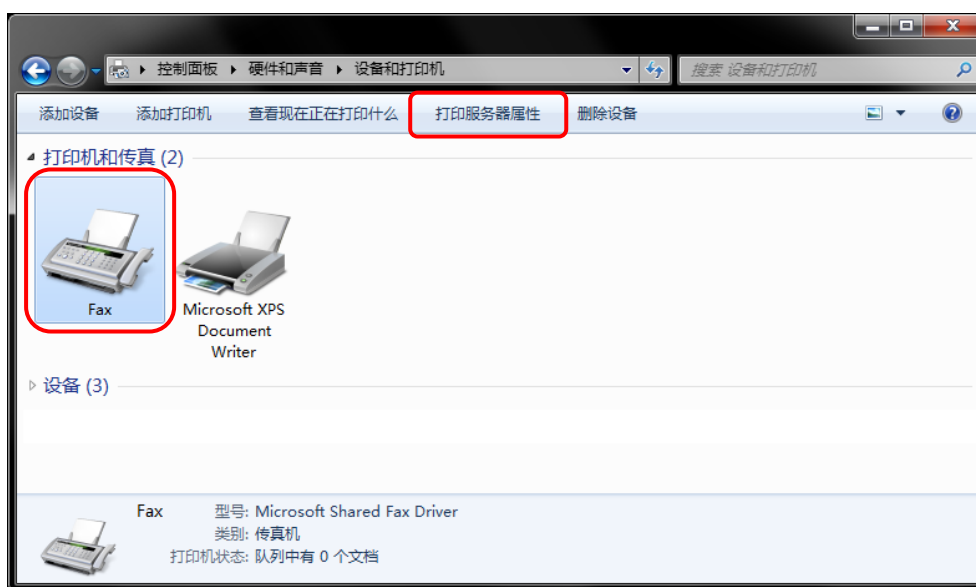 控制面板 硬件和声音 设备和打印机
搜索 设备和打印机
添加设备 添加打印机 查看现在正在打印什么 打印服务器属性 删除设备
打印机和传真 (2)
Fax
Microsoft XPS
Document
Writer
设备 (3)
Fax 型号: Microsoft Shared Fax Driver
类别: 传真机
打印机状态: 队列中有 0 个文档